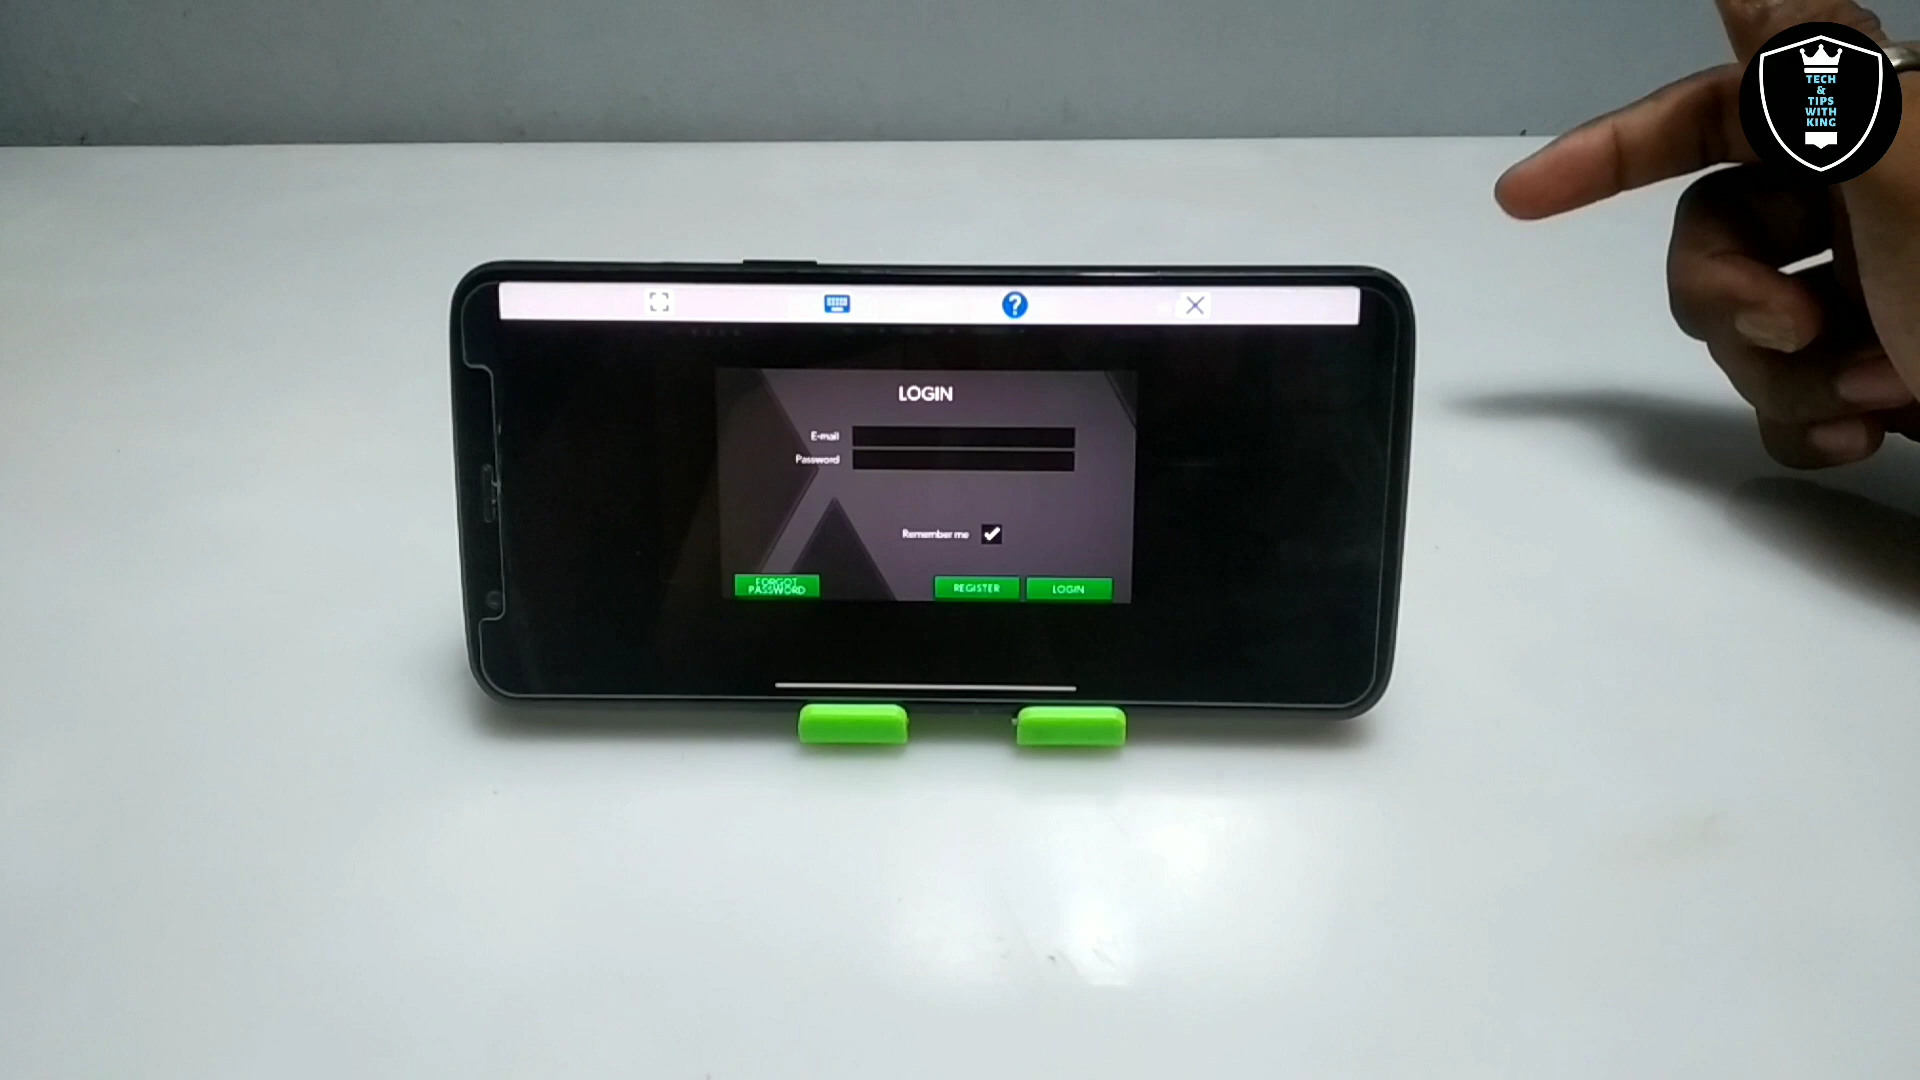 TECH
&
TIPS
WITH
KING
?
LOGIN
E-mail
Password
Remember me
FORGOT
PASSWORD
REGISTER
LOGIN